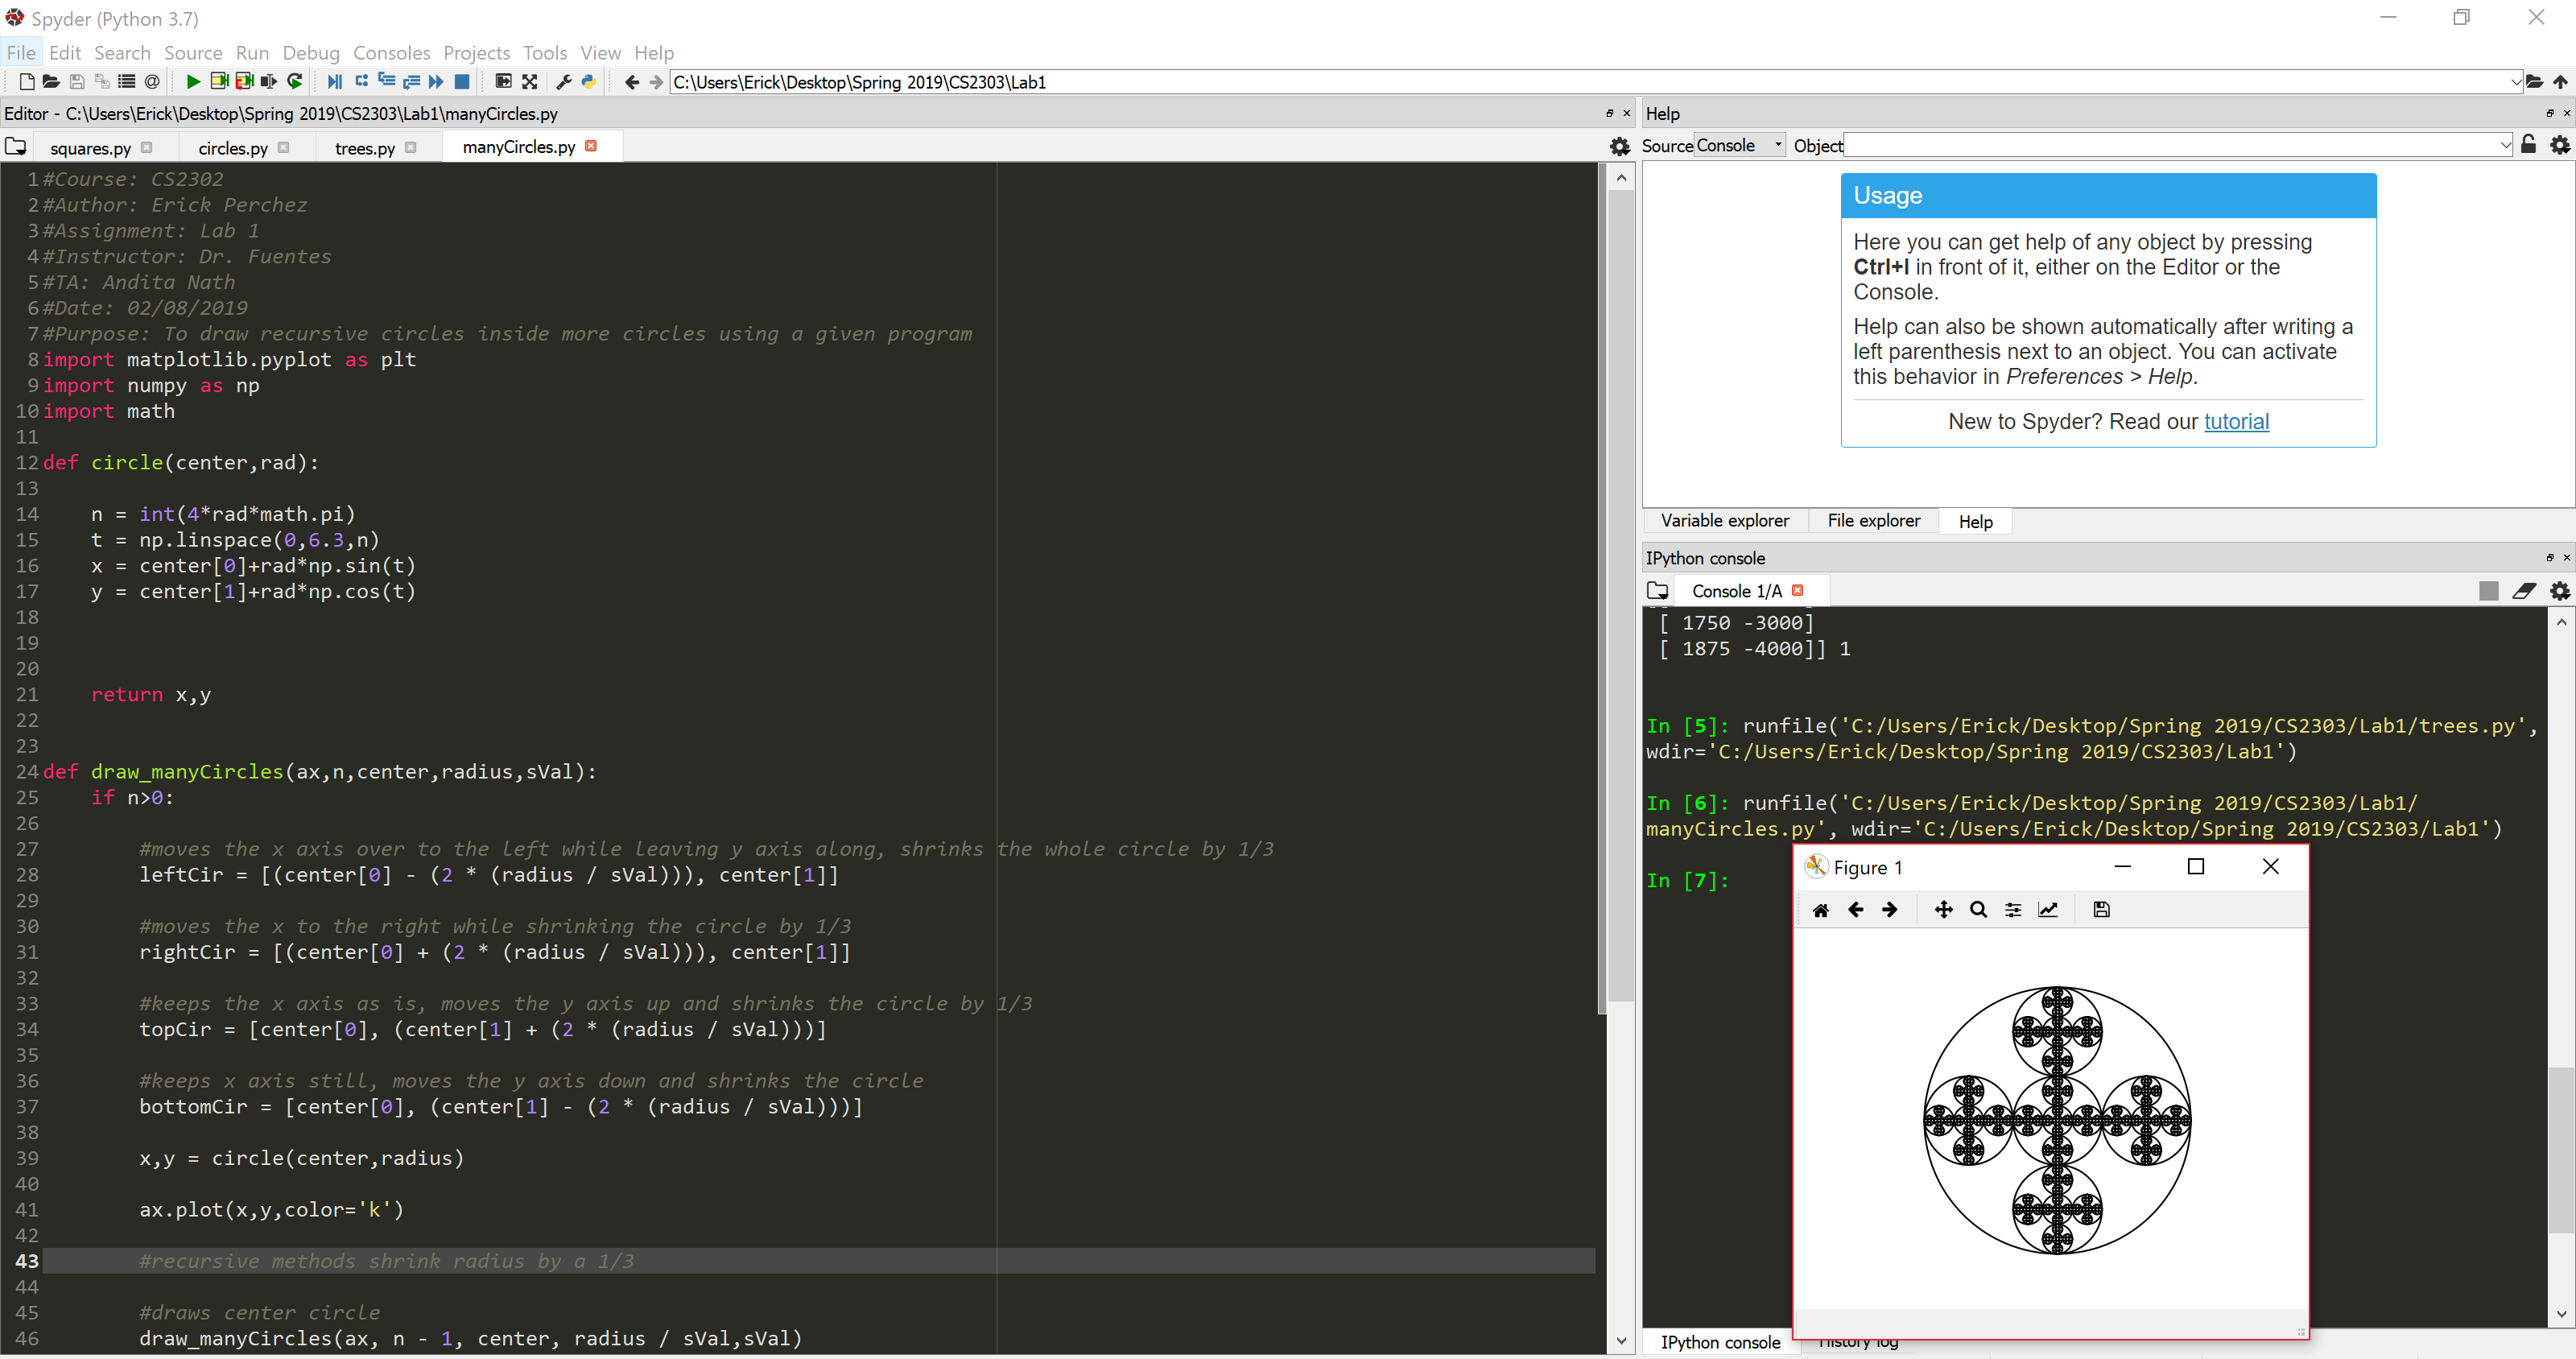 Spyder (Python 3.7)
File Edit Search Source Run Debug Consoles Projects Tools View Help
C:\Users\Erick\Desktop\Spring 2019\CS2303\Lab1
Editor - C:\Users\Erick\Desktop\Spring 2019\CS2303\Lab1\manyCircles.py
squares.py circles.py trees.py manyCircles.py
1 #Course: CS2302
2 #Author: Erick Perchez
3 #Assignment: Lab 1
4 #Instructor: Dr. Fuentes
5 #TA: Andita Nath
6 #Date: 02/08/2019
7 #Purpose: To draw recursive circles inside more circles using a given program
8 import matplotlib.pyplot as plt
9 import numpy as np
10 import math
11
12 def circle(center,rad):
13
14     n = int(4*rad*math.pi)
15     t = np.linspace(0,6.3,n)
16     x = center[0]+rad*np.sin(t)
17     y = center[1]+rad*np.cos(t)
18
19
20
21     return x,y
22
23
24 def draw_manyCircles(ax,n,center,radius,sVal):
25     if n>0:
26
27         #moves the x axis over to the left while leaving y axis along, shrinks the whole circle by 1/3
28         leftCir = [(center[0] - (2 * (radius / sVal))), center[1]]
29
30         #moves the x to the right while shrinking the circle by 1/3
31         rightCir = [(center[0] + (2 * (radius / sVal))), center[1]]
32
33         #keeps the x axis as is, moves the y axis up and shrinks the circle by 1/3
34         topCir = [center[0], (center[1] + (2 * (radius / sVal)))]
35
36         #keeps x axis still, moves the y axis down and shrinks the circle
37         bottomCir = [center[0], (center[1] - (2 * (radius / sVal)))]
38
39         x,y = circle(center,radius)
40
41         ax.plot(x,y,color='k')
42
43         #recursive methods shrink radius by a 1/3
44
45         #draws center circle
46         draw_manyCircles(ax, n - 1, center, radius / sVal,sVal)
Help
Source Console Object
Usage
Here you can get help of any object by pressing
Ctrl+I in front of it, either on the Editor or the
Console.
Help can also be shown automatically after writing a
left parenthesis next to an object. You can activate
this behavior in Preferences > Help.
New to Spyder? Read our tutorial
Variable explorer File explorer Help
IPython console
Console 1/A
[ 1750 -3000]
[ 1875 -4000]] 1
In [5]: runfile('C:/Users/Erick/Desktop/Spring 2019/CS2303/Lab1/trees.py',
wdir='C:/Users/Erick/Desktop/Spring 2019/CS2303/Lab1')
In [6]: runfile('C:/Users/Erick/Desktop/Spring 2019/CS2303/Lab1/
manyCircles.py', wdir='C:/Users/Erick/Desktop/Spring 2019/CS2303/Lab1')
In [7]:
Figure 1
IPython console History log